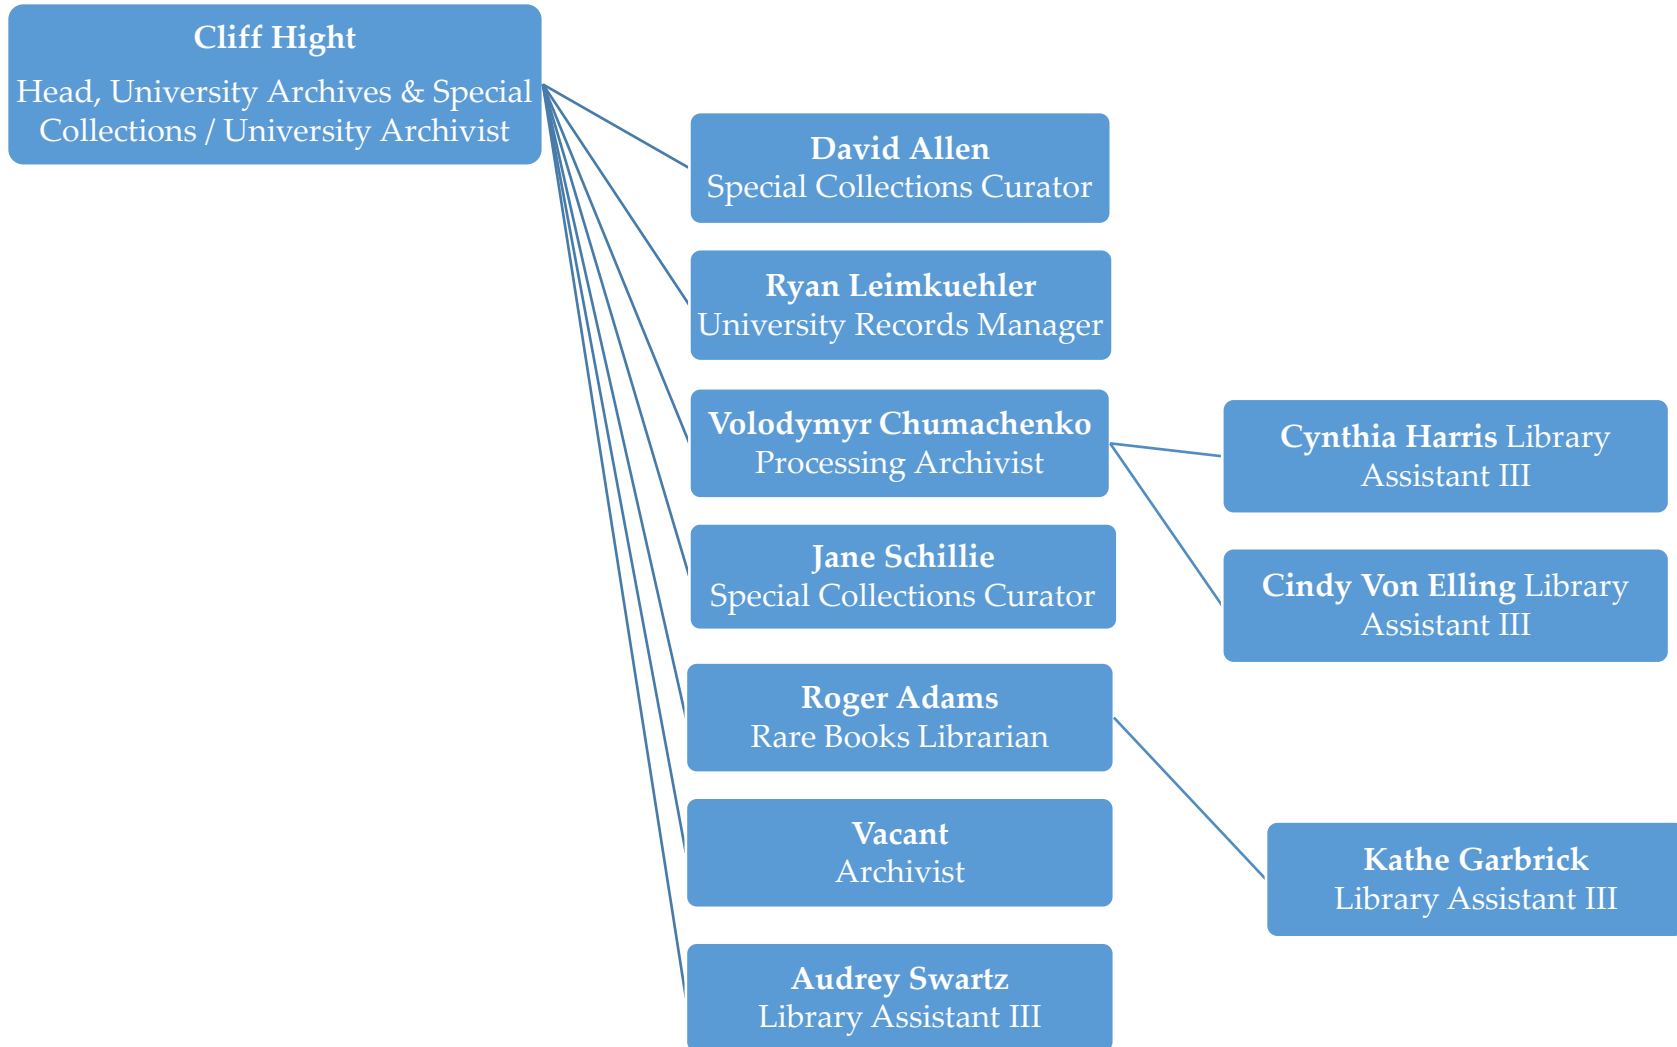 Cliff Hight
Head, University Archives & Special
Collections / University Archivist
David Allen
Special Collections Curator
Ryan Leimkuehler
University Records Manager
Volodymyr Chumachenko
Processing Archivist
Cynthia Harris Library
Assistant III
Jane Schillie
Special Collections Curator
Cindy Von Elling Library
Assistant III
Roger Adams
Rare Books Librarian
Vacant
Archivist
Kathe Garbrick
Library Assistant III
Audrey Swartz
Library Assistant III